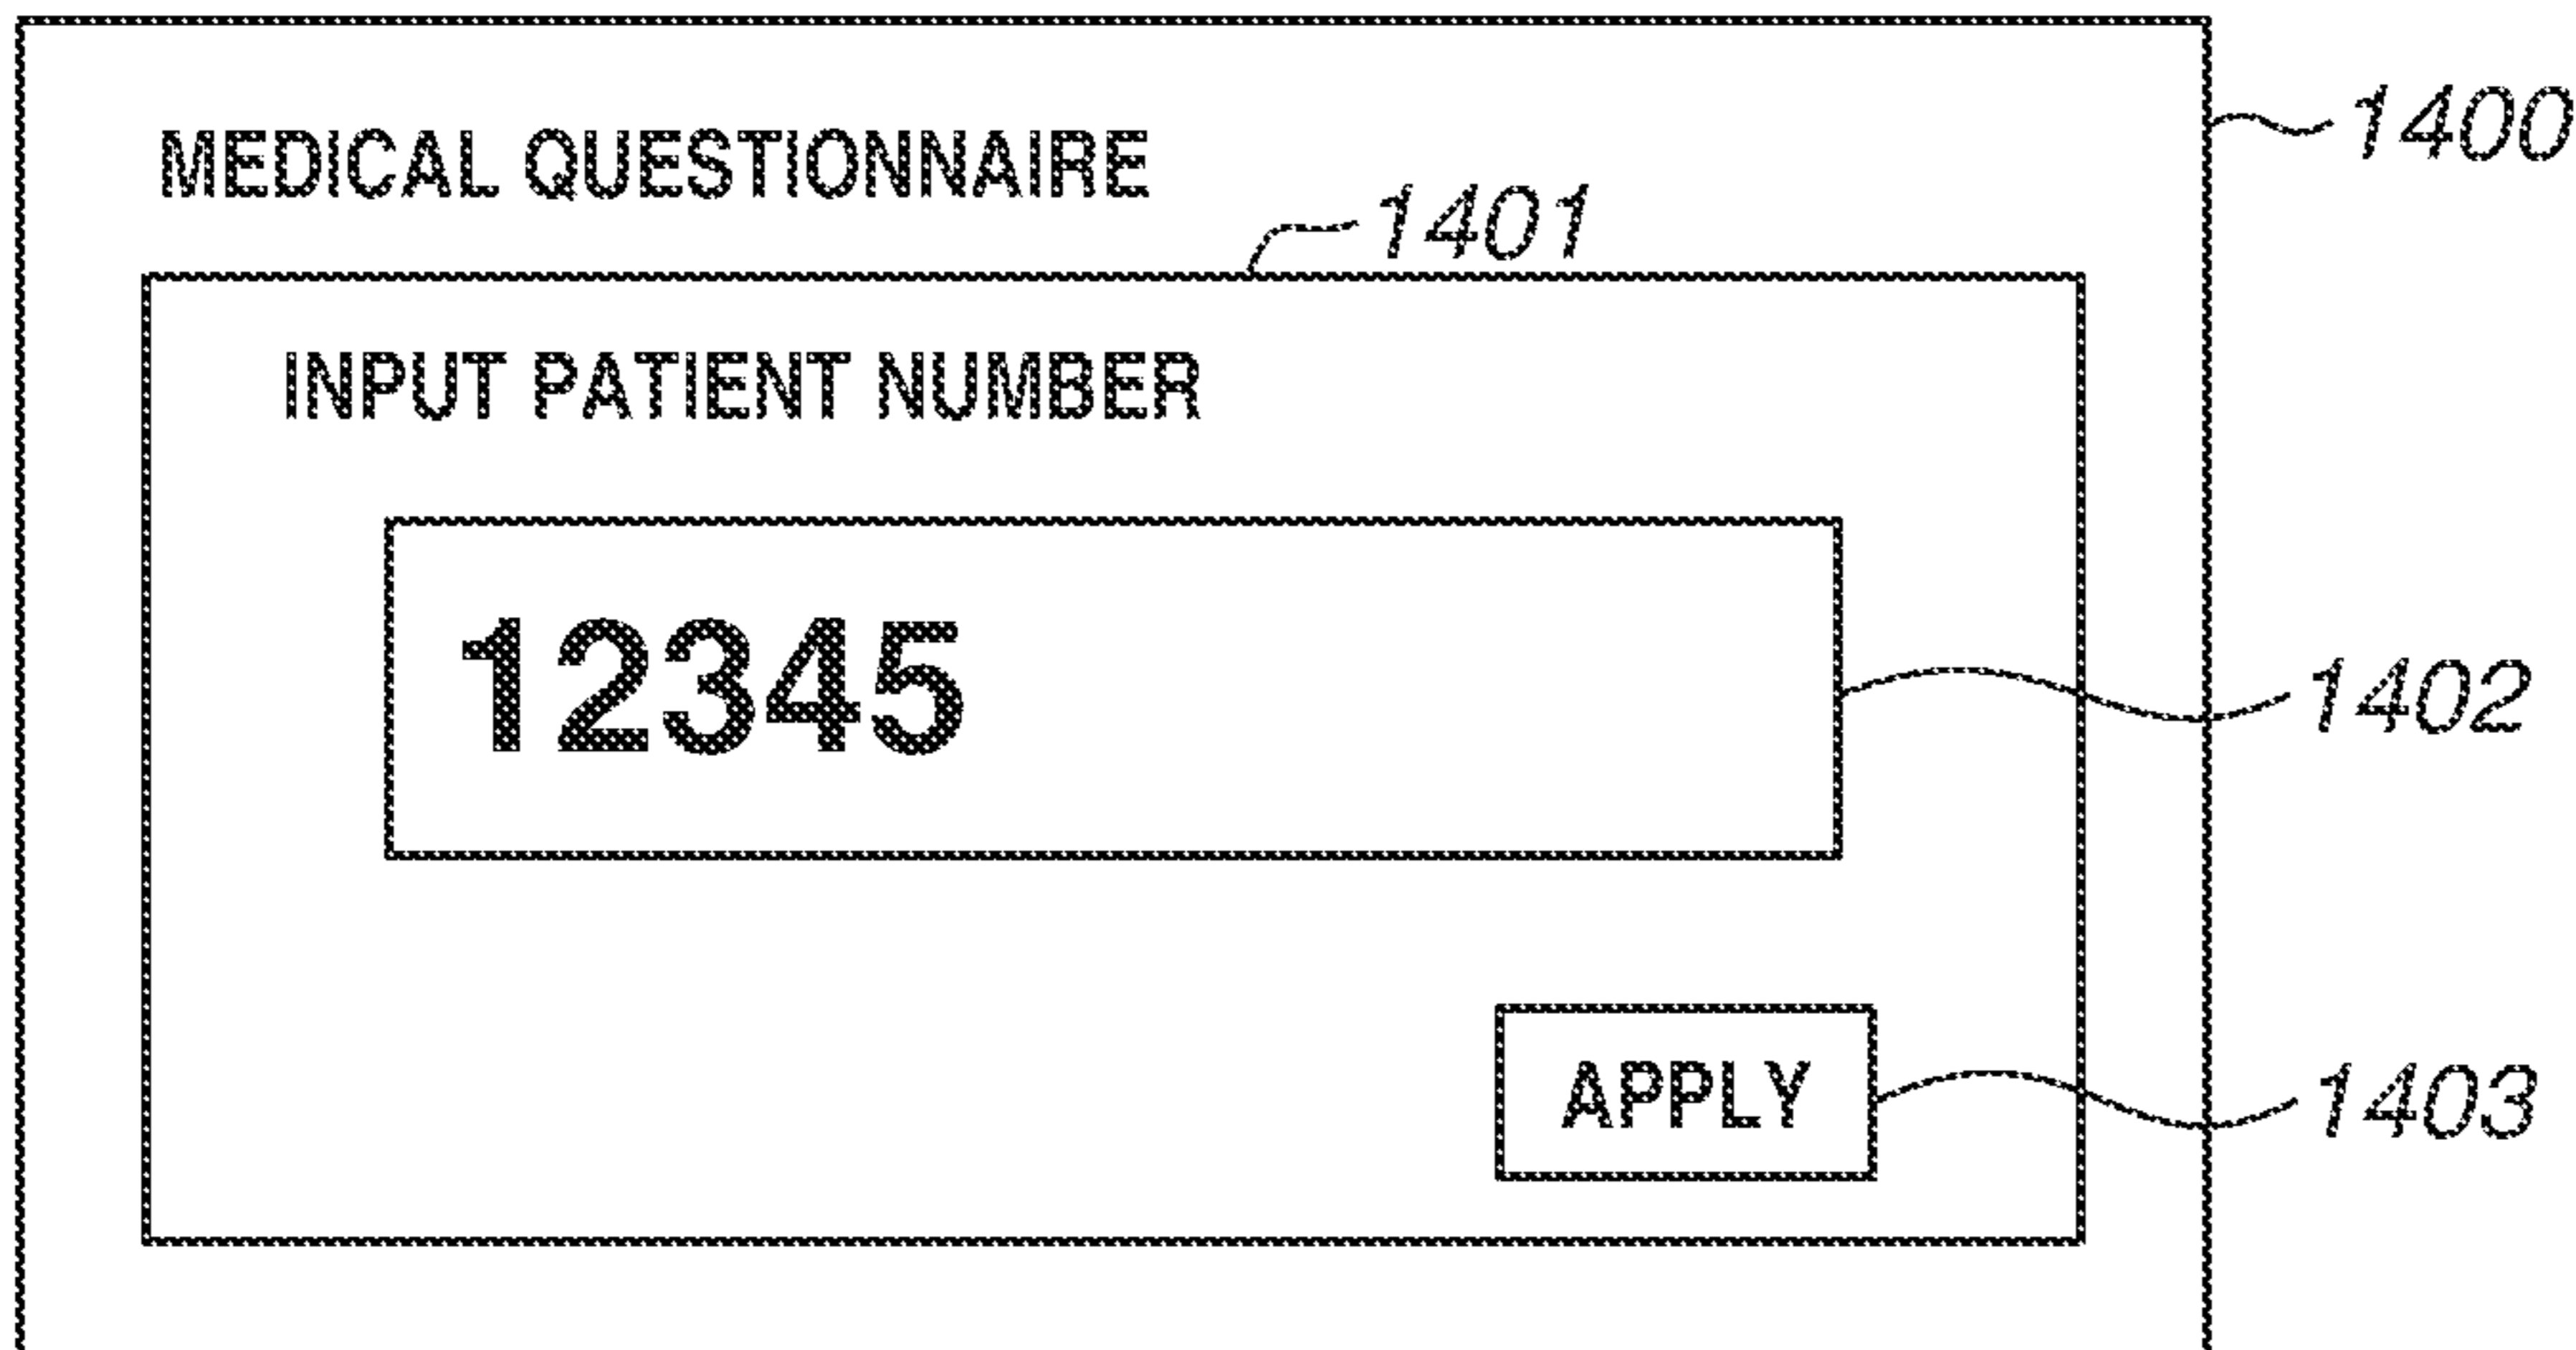 1400
MEDICAL QUESTIONNAIRE
1401
INPUT PATIENT NUMBER
12345
1402
APPLY
1403